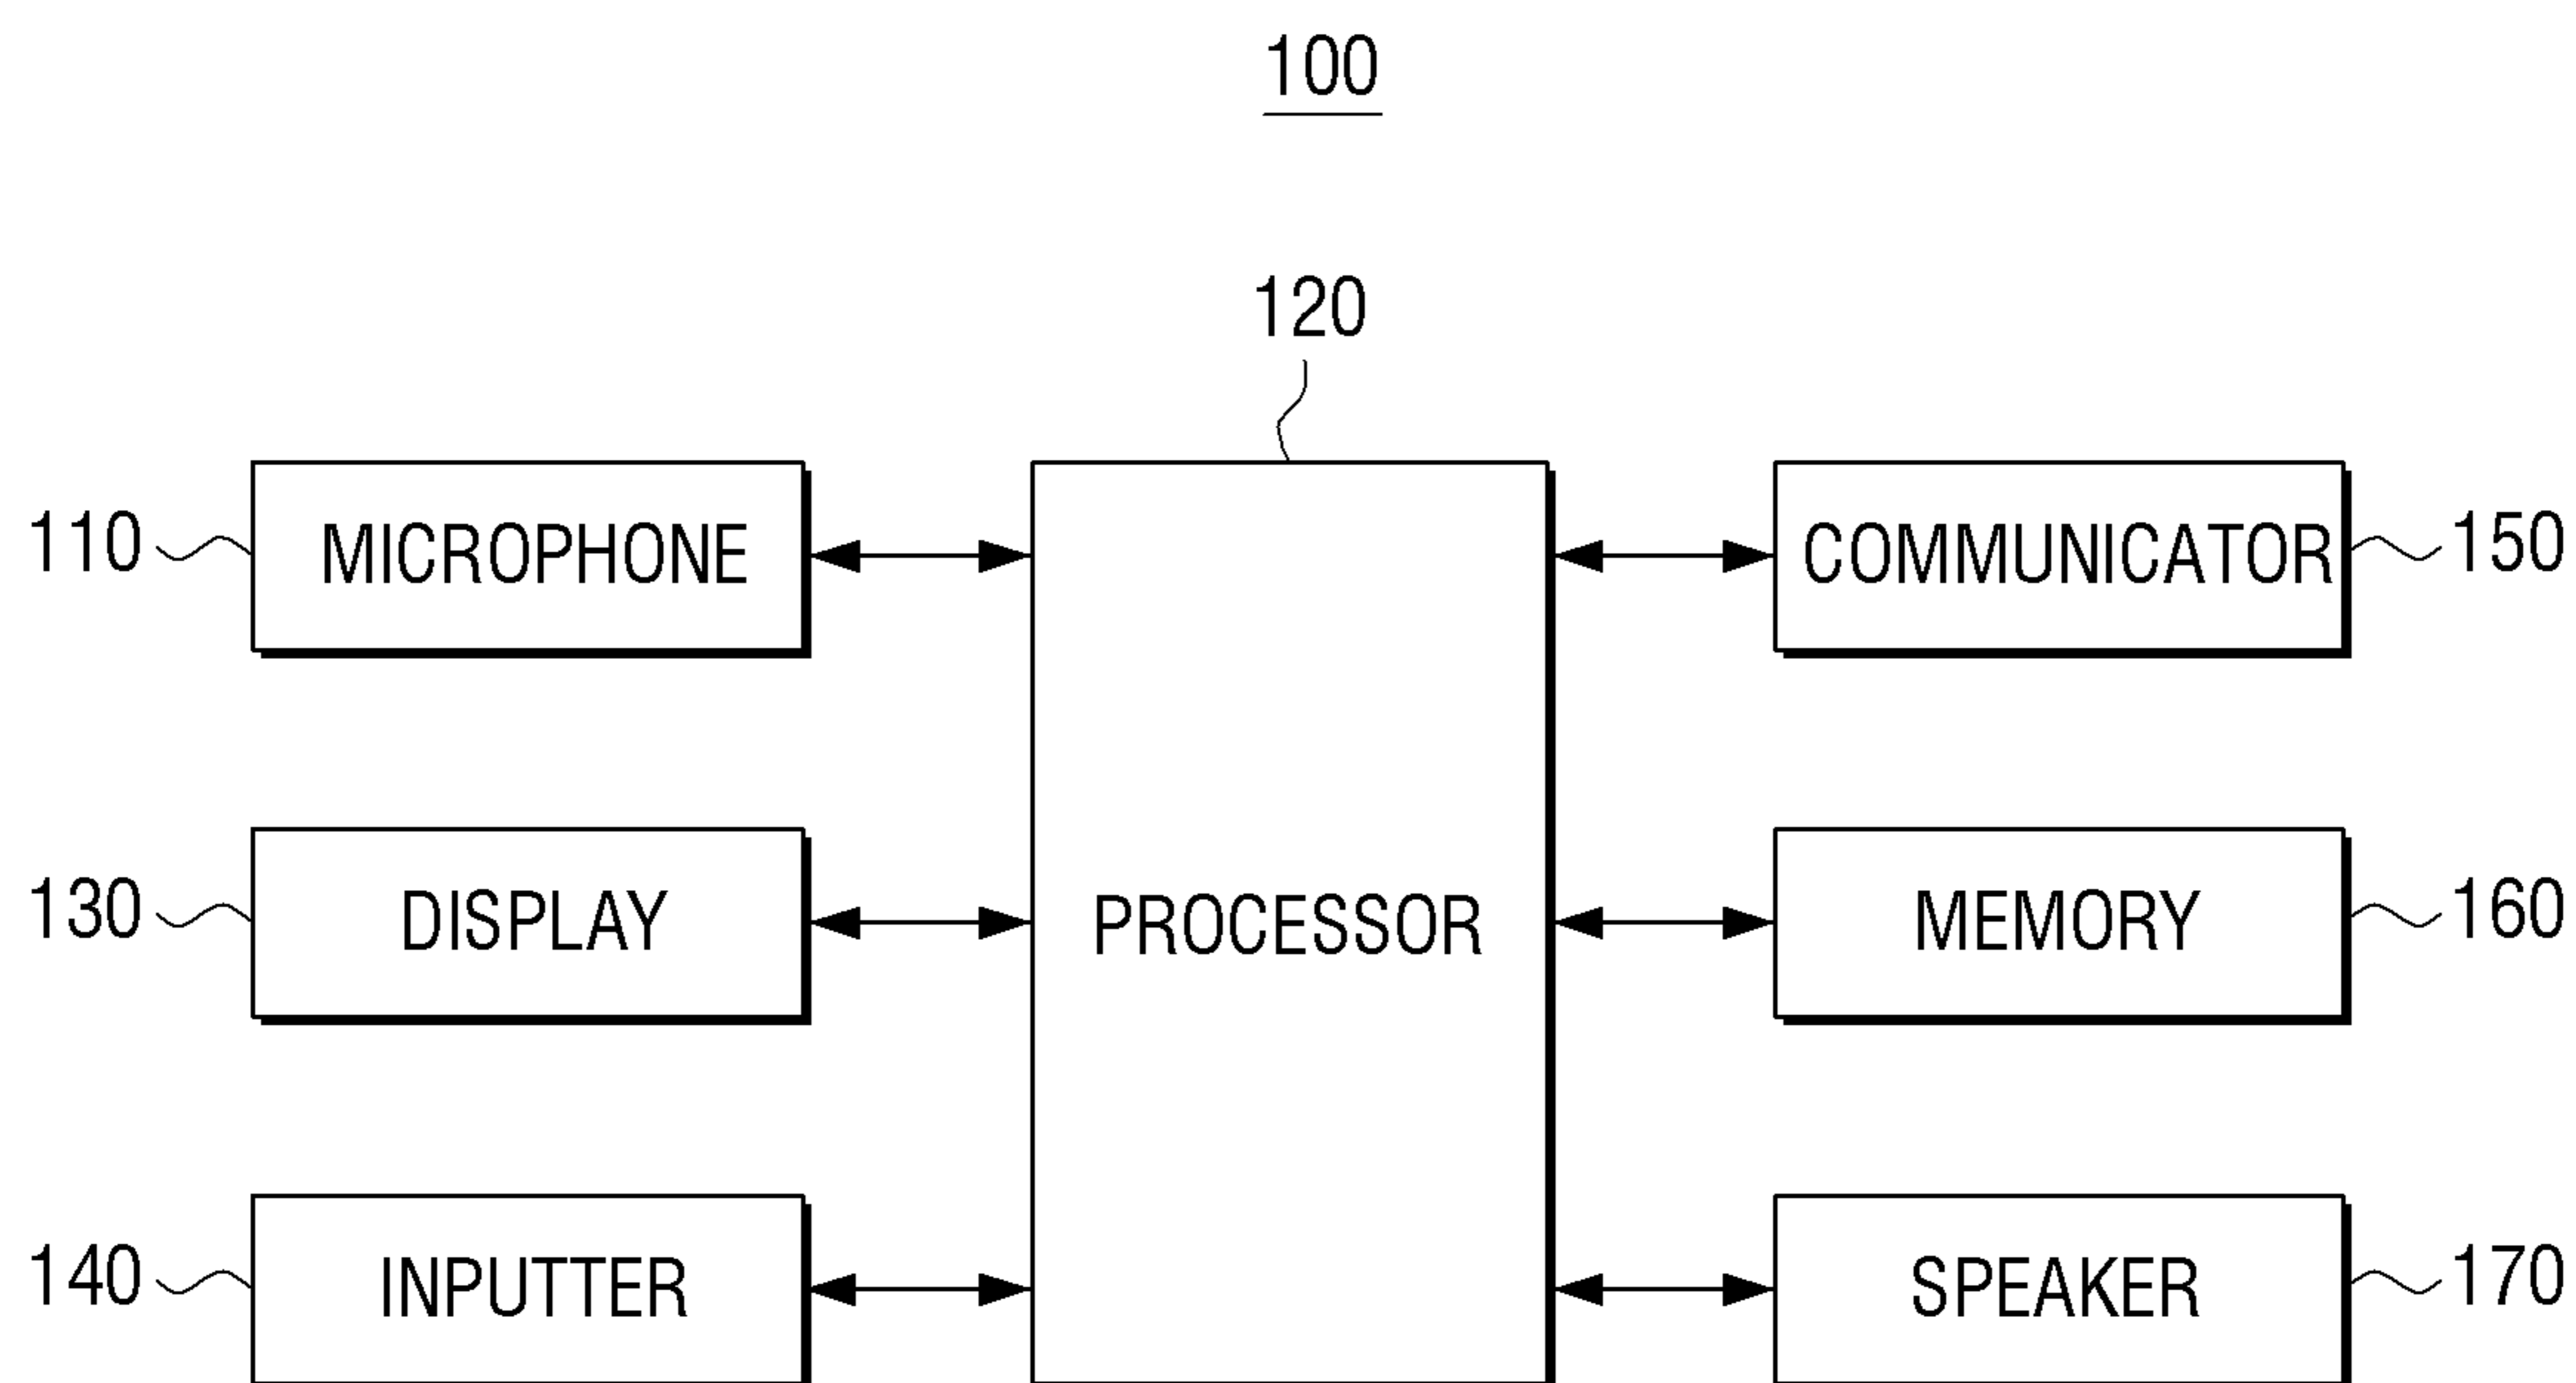 100
120
110 MICROPHONE COMMUNICATOR 150
130 DISPLAY PROCESSOR MEMORY 160
140 INPUTTER SPEAKER 170